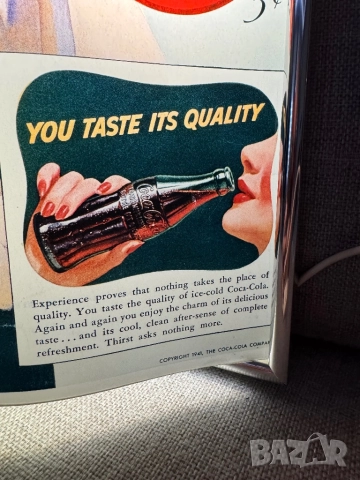 5¢
YOU TASTE ITS QUALITY
Coca-Cola
Experience proves that nothing takes the place of
quality. You taste the quality of ice-cold Coca-Cola.
Again and again you enjoy the charm of its delicious
taste . . . and its cool, clean after-sense of complete
refreshment. Thirst asks nothing more.
THE COCA-COLA COMPA
COPYRIGHT
BAZAR